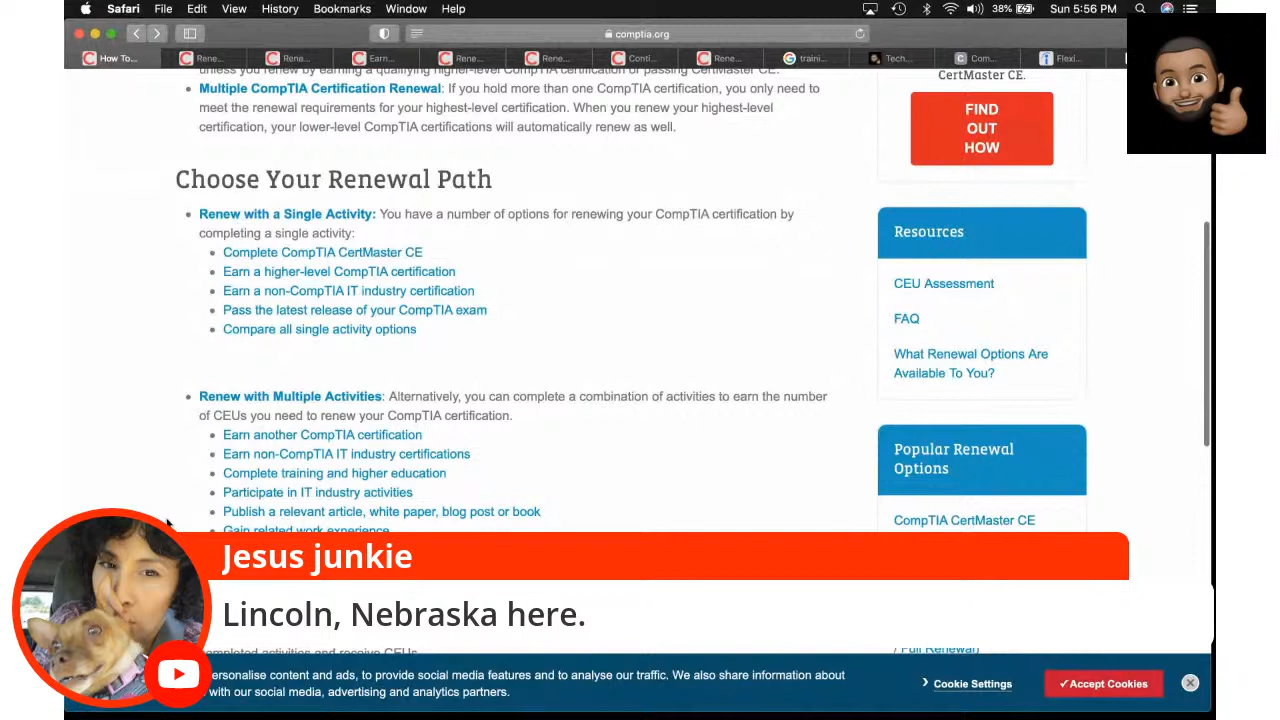 Safari File Edit View History Bookmarks Window Help 38% Sun 5:56 PM
comptia.org
How To... Rene... Rene... Earn... Rene... Rene... Conti... Rene... traini... Tech... Com... Flexi...
unless you renew by earning a qualifying higher-level CompTIA certification or passing CertMaster CE.
Multiple CompTIA Certification Renewal: If you hold more than one CompTIA certification, you only need to
meet the renewal requirements for your highest-level certification. When you renew your highest-level
certification, your lower-level CompTIA certifications will automatically renew as well.
Choose Your Renewal Path
Renew with a Single Activity: You have a number of options for renewing your CompTIA certification by
completing a single activity:
Complete CompTIA CertMaster CE
Earn a higher-level CompTIA certification
Earn a non-CompTIA IT industry certification
Pass the latest release of your CompTIA exam
Compare all single activity options
Renew with Multiple Activities: Alternatively, you can complete a combination of activities to earn the number
of CEUs you need to renew your CompTIA certification.
Earn another CompTIA certification
Earn non-CompTIA IT industry certifications
Complete training and higher education
Participate in IT industry activities
Publish a relevant article, white paper, blog post or book
Gain related work experience
CertMaster CE.
FIND
OUT
HOW
Resources
CEU Assessment
FAQ
What Renewal Options Are
Available To You?
Popular Renewal
Options
CompTIA CertMaster CE
Jesus junkie
Lincoln, Nebraska here.
completed activities and receive CEUs.
/ Full Renewal)
personalise content and ads, to provide social media features and to analyse our traffic. We also share information about
with our social media, advertising and analytics partners.
Cookie Settings
✓Accept Cookies